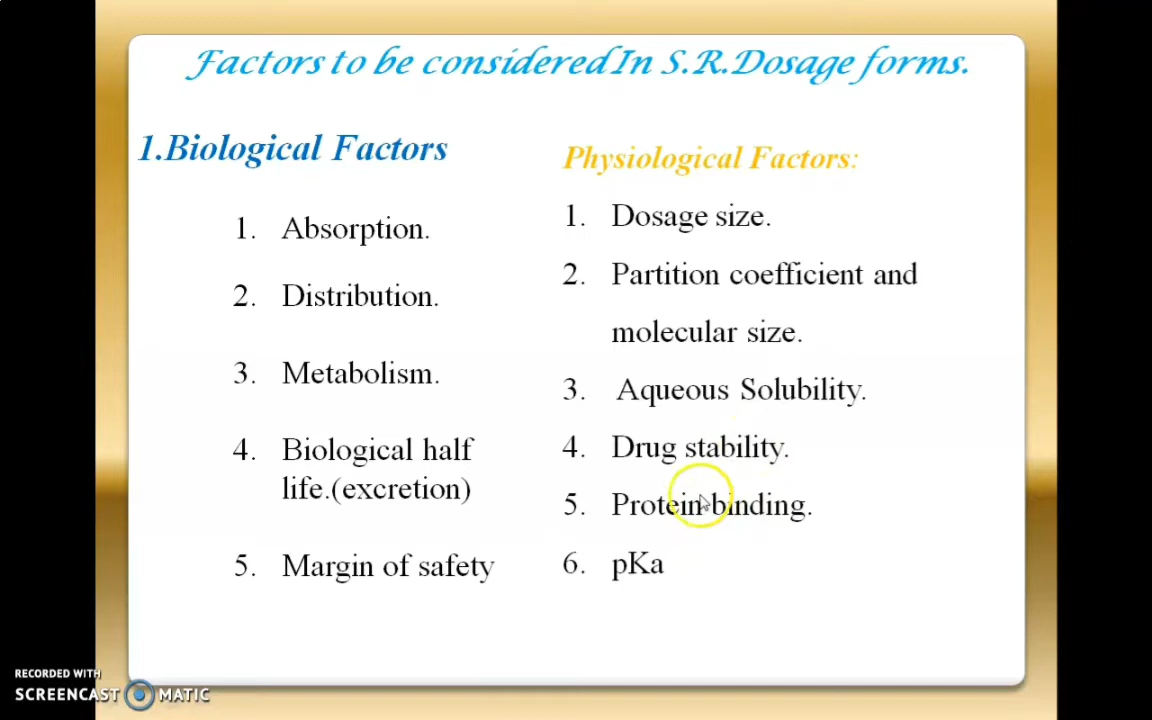 Factors to be consideredIn S.R.Dosage forms.
1.Biological Factors
1. Absorption.
2. Distribution.
3. Metabolism.
4. Biological half
life.(excretion)
5. Margin of safety
Physiological Factors:
1. Dosage size.
2. Partition coefficient and
molecular size.
3. Aqueous Solubility.
4. Drug stability.
5. Protein binding.
6. pKa
RECORDED WITH
SCREENCAST MATIC